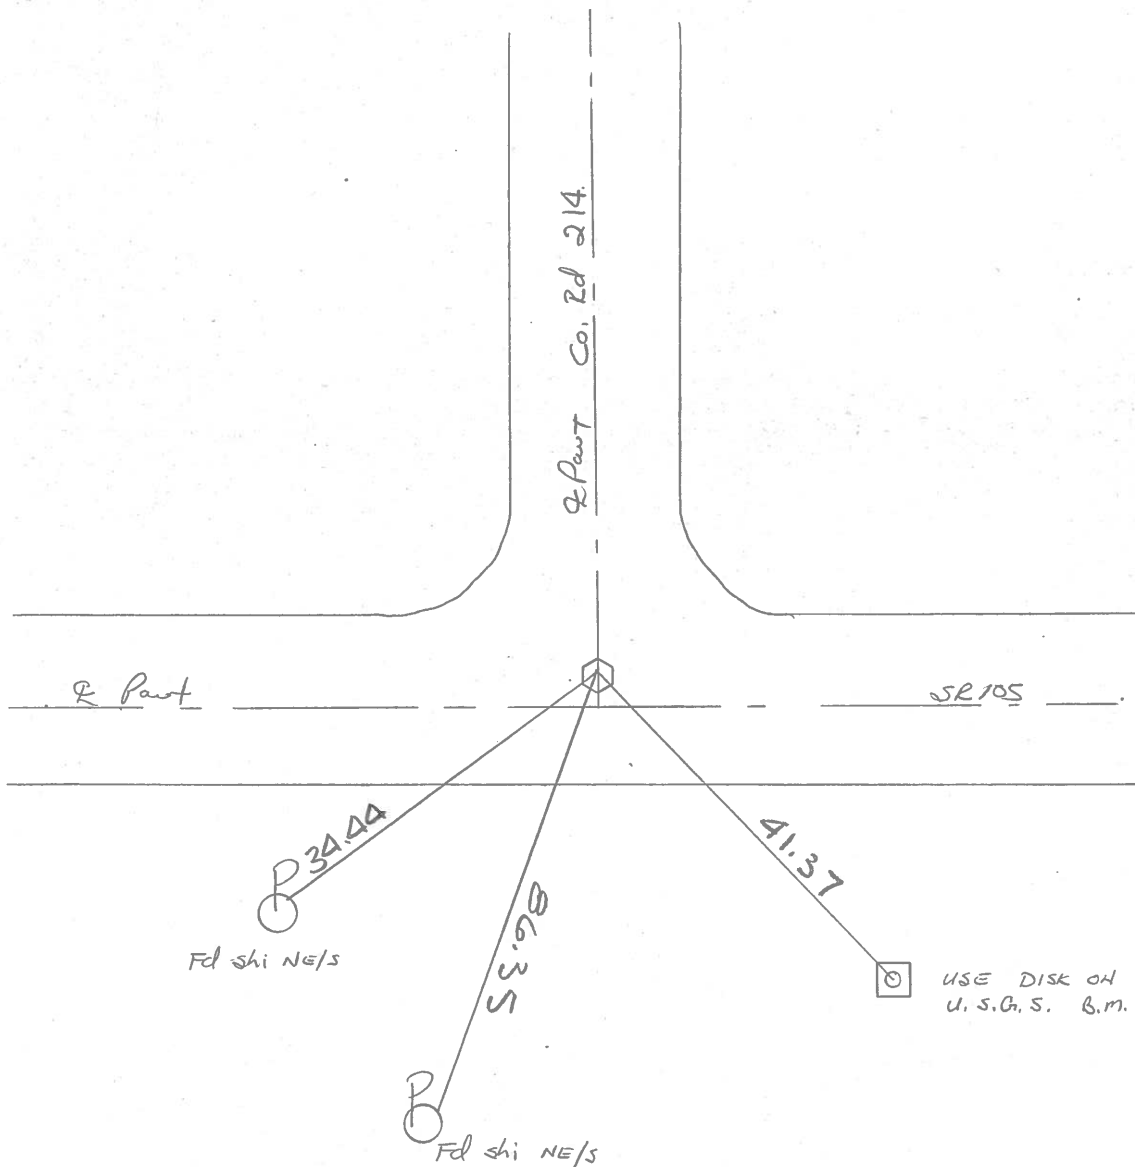 ℄ Pavt Co. Rd 214.
℄ Pavt
SR105
34.44
41.37
86.35
P
Fd shi NE/S
USE DISK ON
U.S.G.S. B.M.
P
Fd shi NE/S